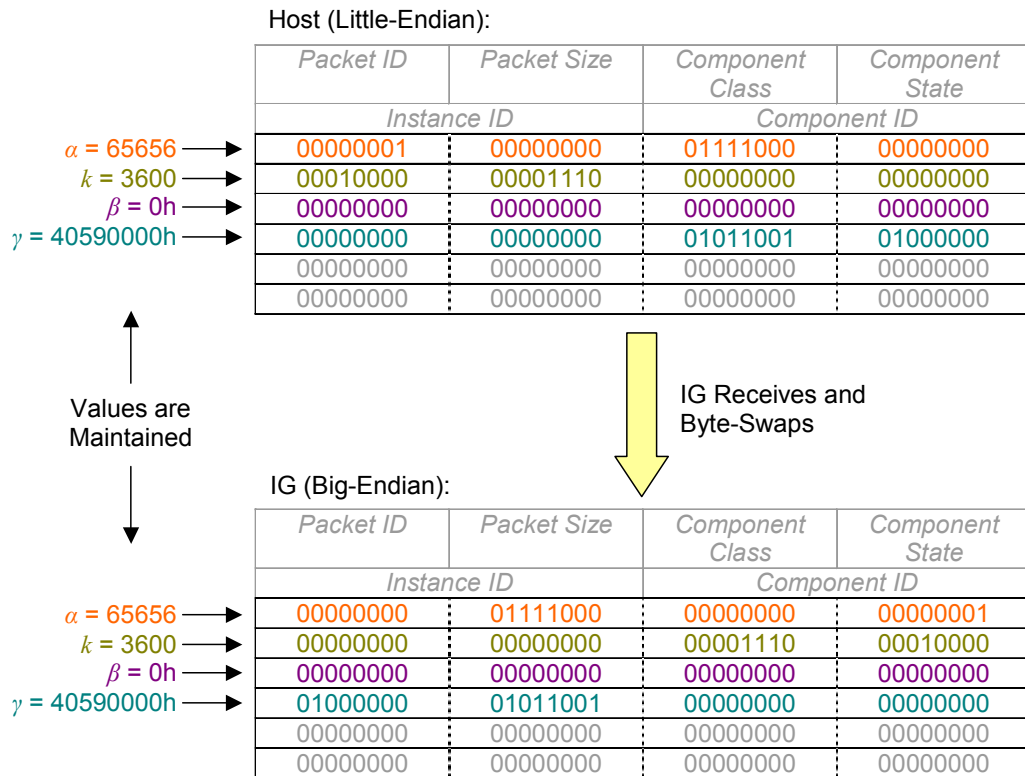 Host (Little-Endian):
Packet ID Packet Size Component Class Component State
Instance ID Component ID
α = 65656 00000001 00000000 01111000 00000000
k = 3600 00010000 00001110 00000000 00000000
β = 0h 00000000 00000000 00000000 00000000
γ = 40590000h 00000000 00000000 01011001 01000000
00000000 00000000 00000000 00000000
00000000 00000000 00000000 00000000
Values are
Maintained
IG Receives and
Byte-Swaps
IG (Big-Endian):
Packet ID Packet Size Component Class Component State
Instance ID Component ID
α = 65656 00000000 01111000 00000000 00000001
k = 3600 00000000 00000000 00001110 00010000
β = 0h 00000000 00000000 00000000 00000000
γ = 40590000h 01000000 01011001 00000000 00000000
00000000 00000000 00000000 00000000
00000000 00000000 00000000 00000000